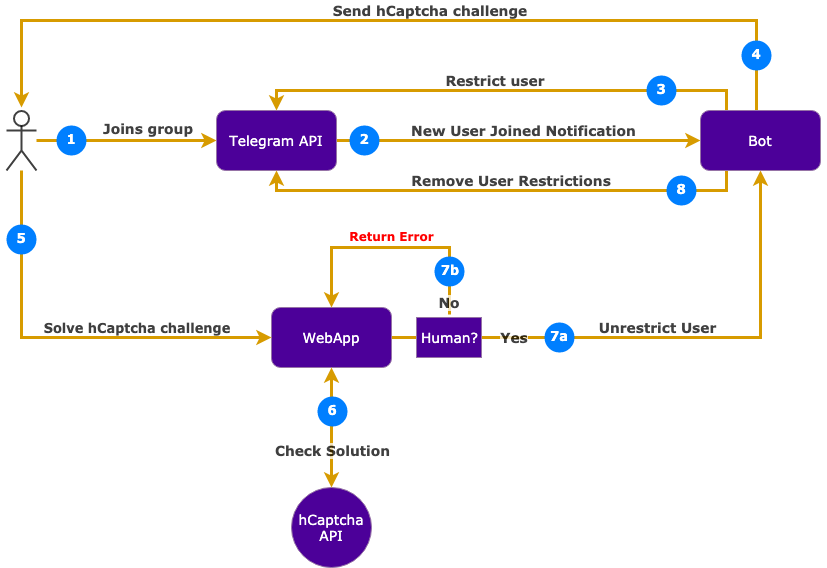 Send hCaptcha challenge
4
Restrict user
3
1
Joins group
Telegram API
2
New User Joined Notification
Bot
Remove User Restrictions
8
5
Return Error
7b
No
Solve hCaptcha challenge
WebApp
Human?
Yes
7a
Unrestrict User
6
Check Solution
hCaptcha
API